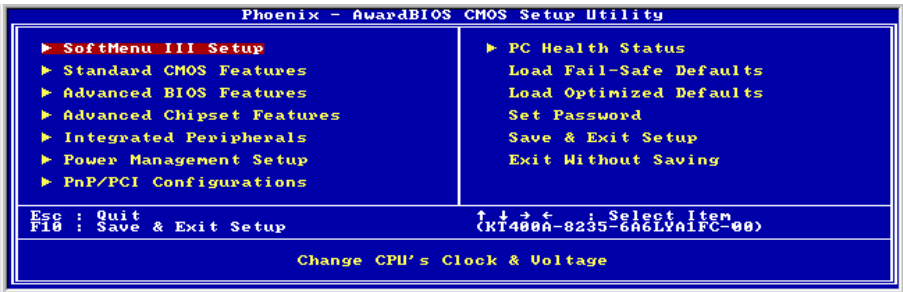 Phoenix - AwardBIOS CMOS Setup Utility
SoftMenu III Setup
Standard CMOS Features
Advanced BIOS Features
Advanced Chipset Features
Integrated Peripherals
Power Management Setup
PnP/PCI Configurations
PC Health Status
Load Fail-Safe Defaults
Load Optimized Defaults
Set Password
Save & Exit Setup
Exit Without Saving
Esc : Quit
F10 : Save & Exit Setup
↑ ↓ → ← : Select Item
(KT400A-8235-6A6LYA1FC-00)
Change CPU's Clock & Voltage